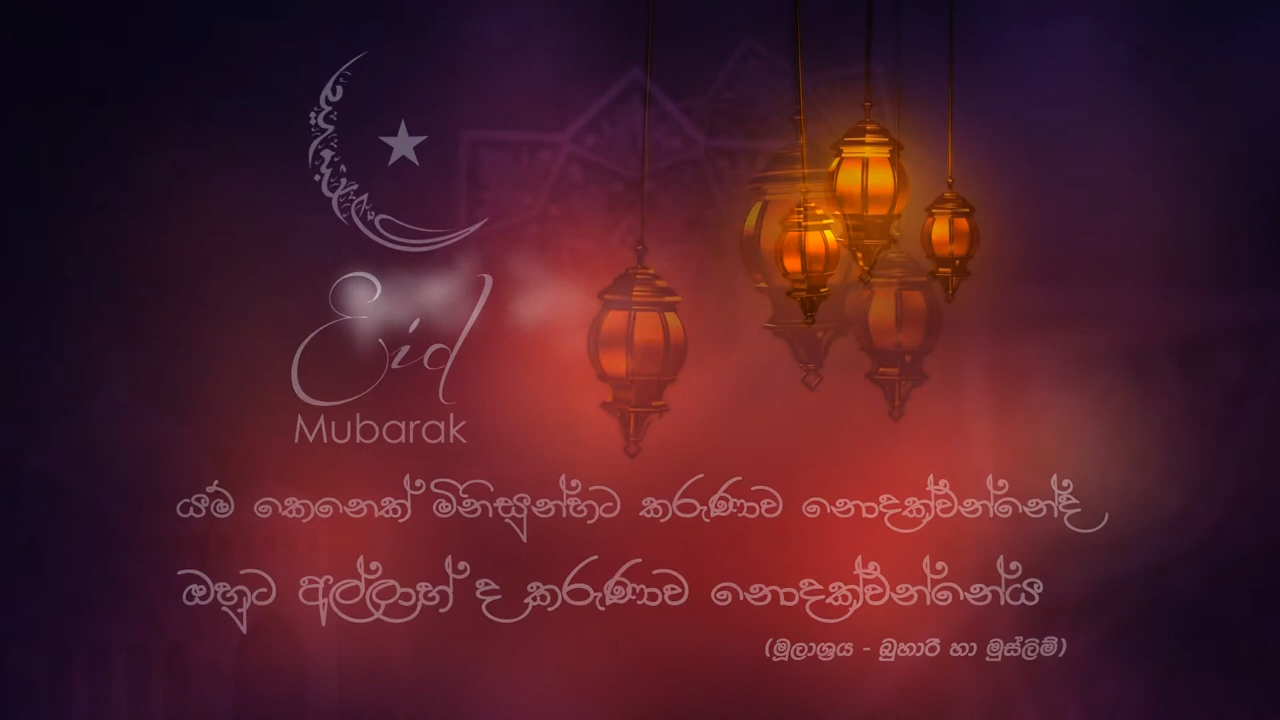 Eid
Mubarak
යම් කෙනෙක් මිනිසුන්හට කරුණාව නොදක්වන්නේද
ඔහුට අල්ලාහ් ද කරුණාව නොදක්වන්නේය
(මූලාශ්‍රය - බුහාරි හා මුස්ලිම්)